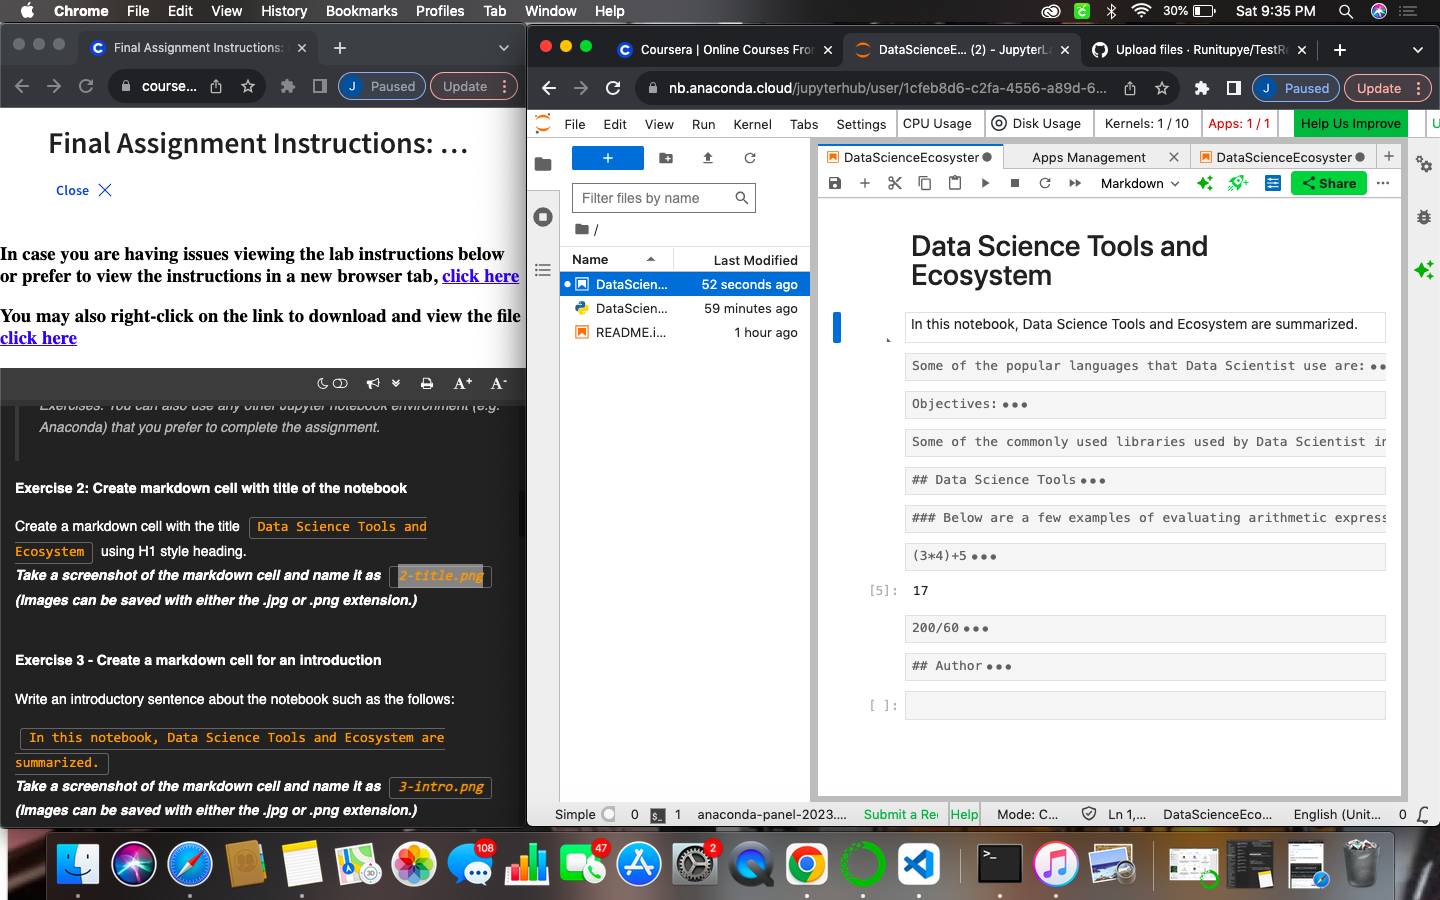 Chrome File Edit View History Bookmarks Profiles Tab Window Help 30% Sat 9:35 PM
Final Assignment Instructions:
course...
Paused
Update
Final Assignment Instructions: ...
Close
In case you are having issues viewing the lab instructions below
or prefer to view the instructions in a new browser tab, click here
You may also right-click on the link to download and view the file
click here
A+ A-
Exercises. You can also use any other Jupyter notebook environment (e.g.
Anaconda) that you prefer to complete the assignment.
Exercise 2: Create markdown cell with title of the notebook
Create a markdown cell with the title Data Science Tools and
Ecosystem using H1 style heading.
Take a screenshot of the markdown cell and name it as 2-title.png
(Images can be saved with either the .jpg or .png extension.)
Exercise 3 - Create a markdown cell for an introduction
Write an introductory sentence about the notebook such as the follows:
In this notebook, Data Science Tools and Ecosystem are
summarized.
Take a screenshot of the markdown cell and name it as 3-intro.png
(Images can be saved with either the .jpg or .png extension.)
Coursera | Online Courses Fror
DataScienceE... (2) - JupyterLa
Upload files · Runitupye/TestRe
nb.anaconda.cloud/jupyterhub/user/1cfeb8d6-c2fa-4556-a89d-6...
J Paused
Update
File Edit View Run Kernel Tabs Settings CPU Usage Disk Usage Kernels: 1 / 10 Apps: 1 / 1 Help Us Improve U
Filter files by name
/
Name Last Modified
DataScien... 52 seconds ago
DataScien... 59 minutes ago
README.i... 1 hour ago
DataScienceEcosyster
Apps Management
DataScienceEcosyster
Markdown
Share
Data Science Tools and
Ecosystem
In this notebook, Data Science Tools and Ecosystem are summarized.
Some of the popular languages that Data Scientist use are:
Objectives:
Some of the commonly used libraries used by Data Scientist in
## Data Science Tools
### Below are a few examples of evaluating arithmetic express
(3*4)+5
[5]: 17
200/60
## Author
[ ]:
Simple 0 $_ 1 anaconda-panel-2023.... Submit a Re Help Mode: C... Ln 1,... DataScienceEco... English (Unit... 0
108
47
2
30